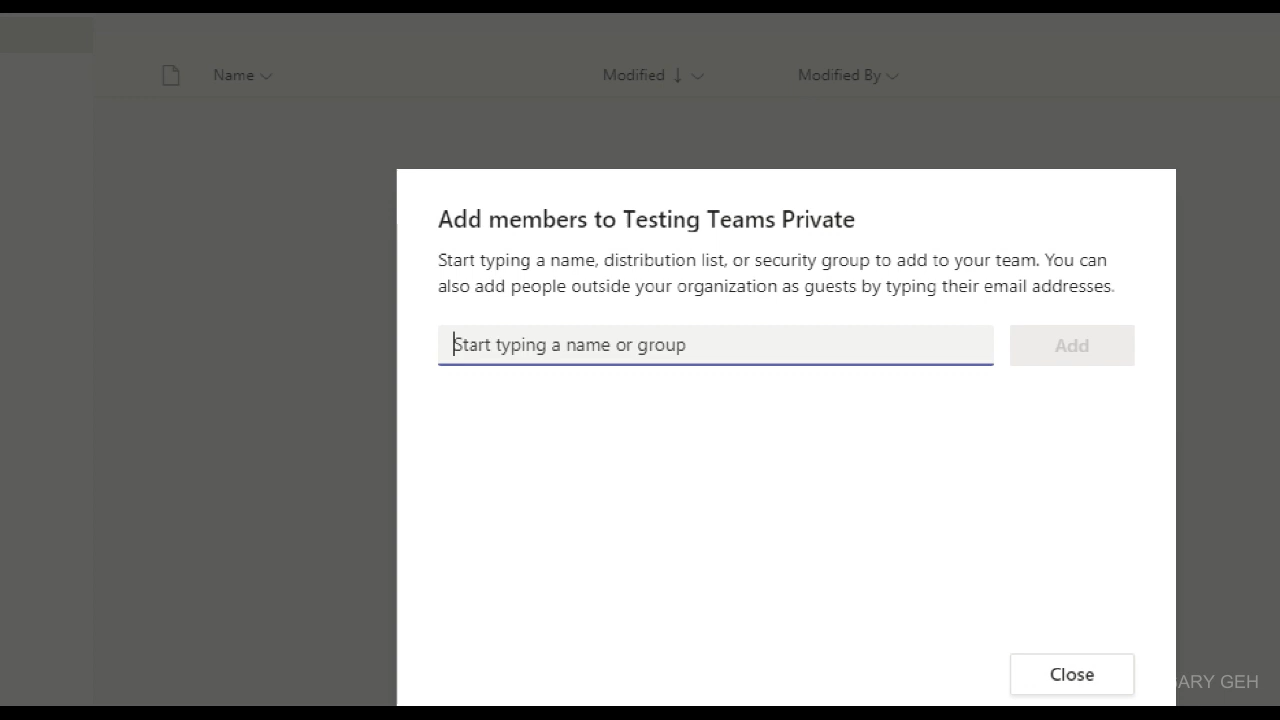 Name
Modified
Modified By
Add members to Testing Teams Private
Start typing a name, distribution list, or security group to add to your team. You can
also add people outside your organization as guests by typing their email addresses.
Start typing a name or group
Add
Close
ARY GEH